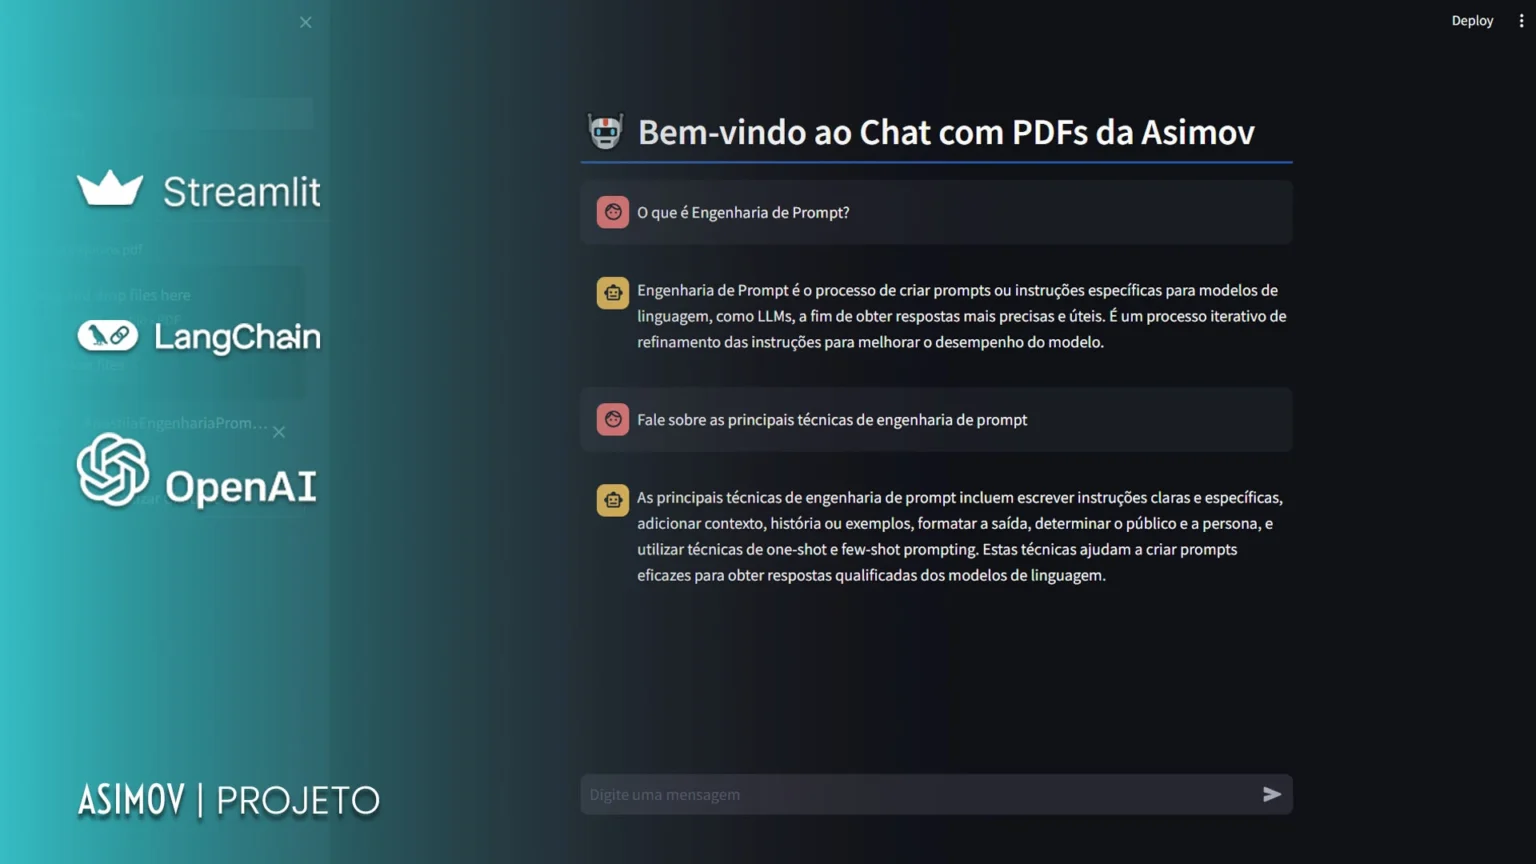 Deploy
Bem-vindo ao Chat com PDFs da Asimov
Streamlit
LangChain
OpenAI
files here
EngenhariaProm...
O que é Engenharia de Prompt?
Engenharia de Prompt é o processo de criar prompts ou instruções específicas para modelos de
linguagem, como LLMs, a fim de obter respostas mais precisas e úteis. É um processo iterativo de
refinamento das instruções para melhorar o desempenho do modelo.
Fale sobre as principais técnicas de engenharia de prompt
As principais técnicas de engenharia de prompt incluem escrever instruções claras e específicas,
adicionar contexto, história ou exemplos, formatar a saída, determinar o público e a persona, e
utilizar técnicas de one-shot e few-shot prompting. Estas técnicas ajudam a criar prompts
eficazes para obter respostas qualificadas dos modelos de linguagem.
Digite uma mensagem
ASIMOV | PROJETO